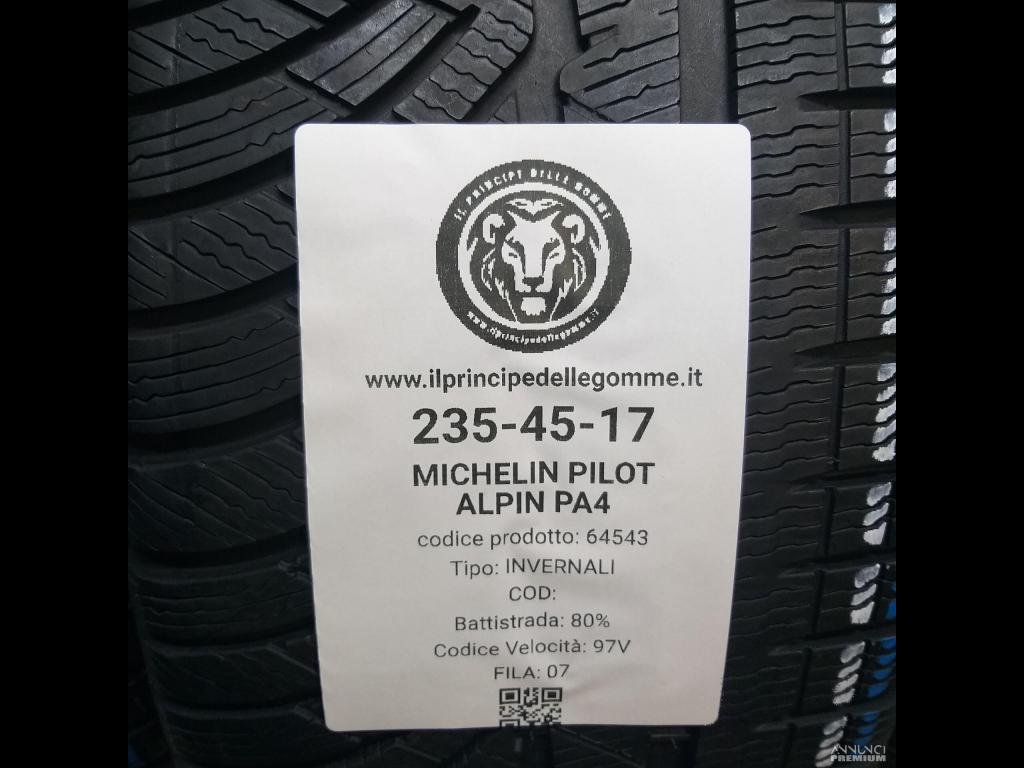 IL PRINCIPE DELLE GOMME
www.ilprincipedellegomme.it
www.ilprincipedellegomme.it
235-45-17
MICHELIN PILOT
ALPIN PA4
codice prodotto: 64543
Tipo: INVERNALI
COD:
Battistrada: 80%
Codice Velocità: 97V
FILA: 07
ANNUNCI
PREMIUM